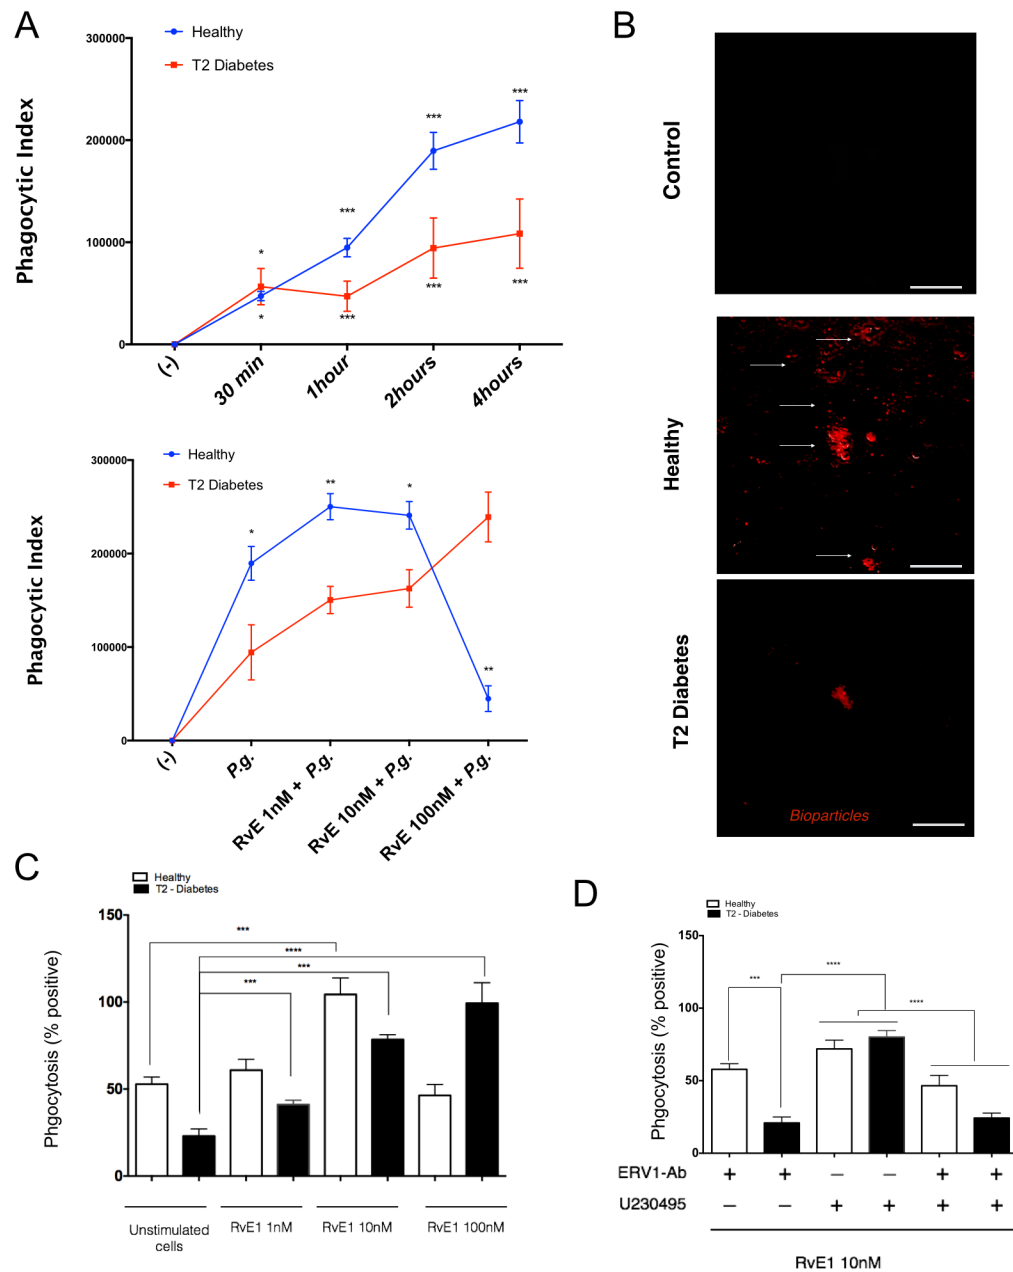 A
Healthy
T2 Diabetes
Phagocytic Index
300000
200000
100000
0
*
*
***
***
***
***
***
***
(-)
30 min
1hour
2hours
4hours
Healthy
T2 Diabetes
Phagocytic Index
300000
200000
100000
0
*
**
*
**
(-)
P.g.
RvE 1nM + P.g.
RvE 10nM + P.g.
RvE 100nM + P.g.
B
Control
Healthy
T2 Diabetes
Bioparticles
C
Healthy
T2 - Diabetes
Phgocytosis (% positive)
150
100
50
0
***
****
***
***
Unstimulated
cells
RvE1 1nM
RvE1 10nM
RvE1 100nM
D
Healthy
T2 - Diabetes
Phgocytosis (% positive)
150
100
50
0
***
****
****
ERV1-Ab + + – – + +
U230495 – – + + + +
RvE1 10nM